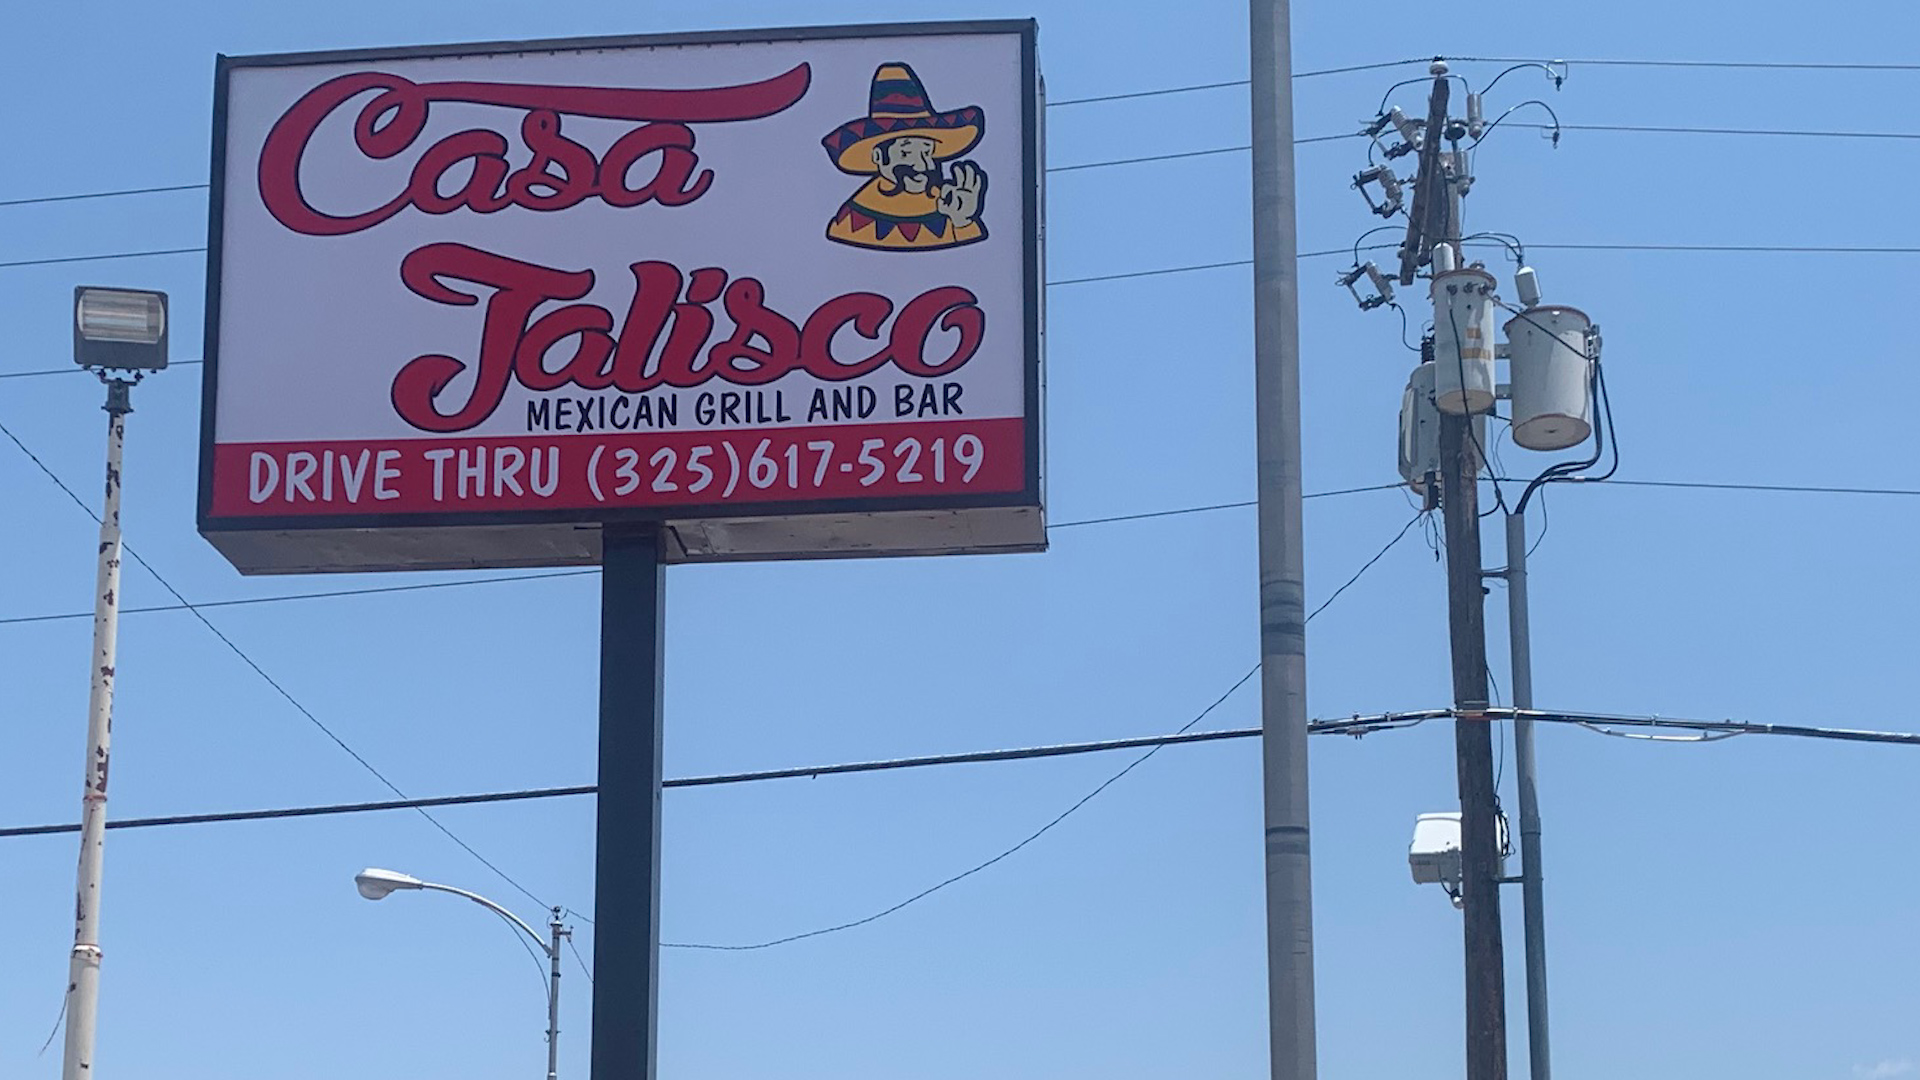 Casa
Jalisco
MEXICAN GRILL AND BAR
DRIVE THRU (325)617-5219